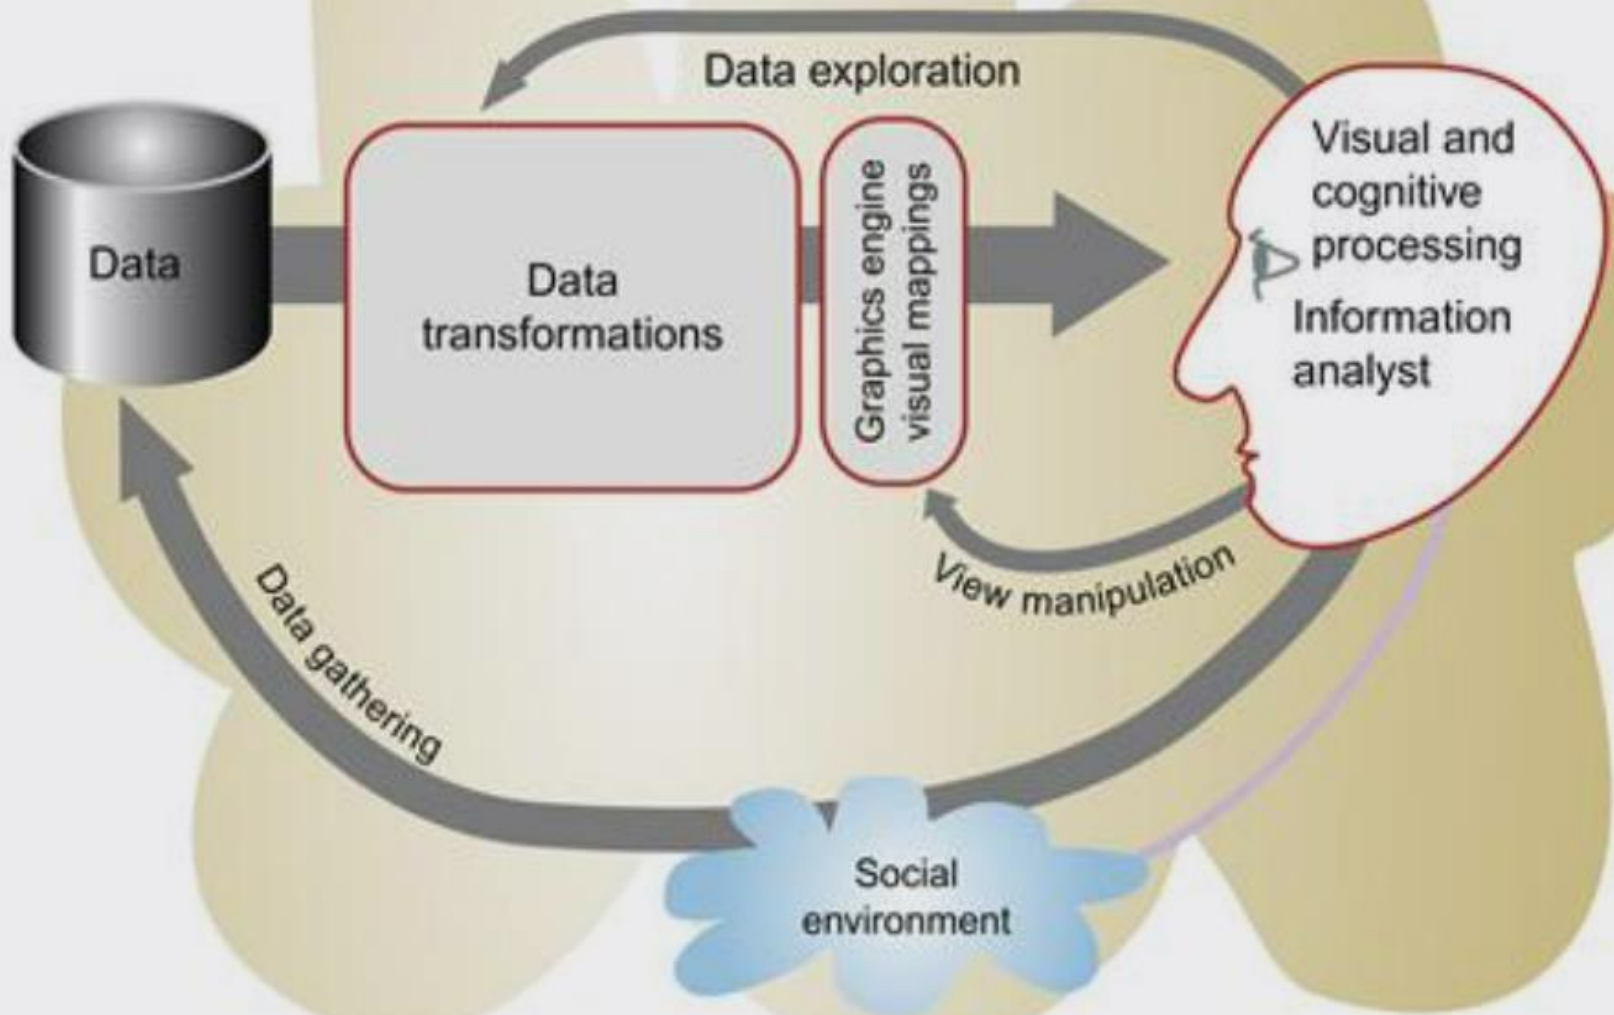 Data exploration
Data
Data
transformations
Graphics engine
visual mappings
Visual and
cognitive
processing
Information
analyst
View manipulation
Data gathering
Social
environment